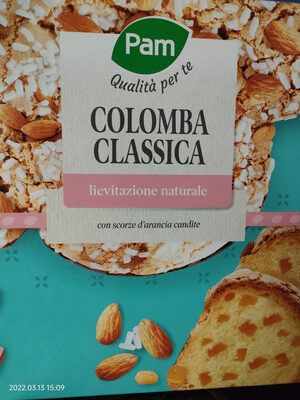 Pam
Qualità per te
COLOMBA
CLASSICA
lievitazione naturale
con scorze d'arancia candite
2022.03.13 15:09